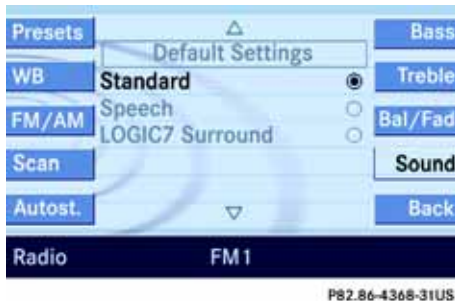 Presets
WB
FM/AM
Scan
Autost.
Default Settings
Standard
Speech
LOGIC7 Surround
Bass
Treble
Bal/Fad
Sound
Back
Radio FM1
P82.86-4368-31US